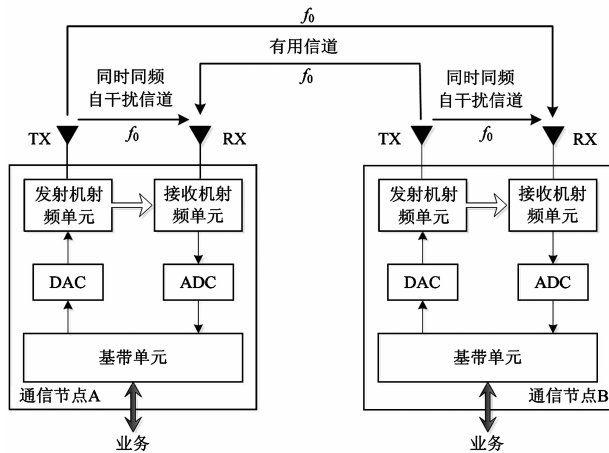 f0
有用信道
f0
同时同频
自干扰信道
f0
TX
RX
发射机射
频单元
接收机射
频单元
DAC
ADC
基带单元
通信节点A
业务
同时同频
自干扰信道
f0
TX
RX
发射机射
频单元
接收机射
频单元
DAC
ADC
基带单元
通信节点B
业务